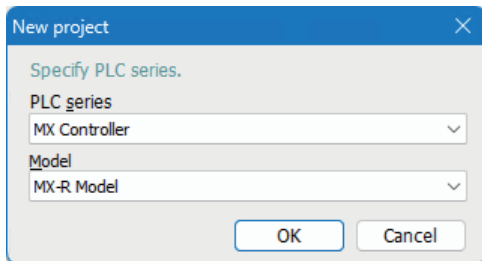 New project
Specify PLC series.
PLC series
MX Controller
Model
MX-R Model
OK Cancel